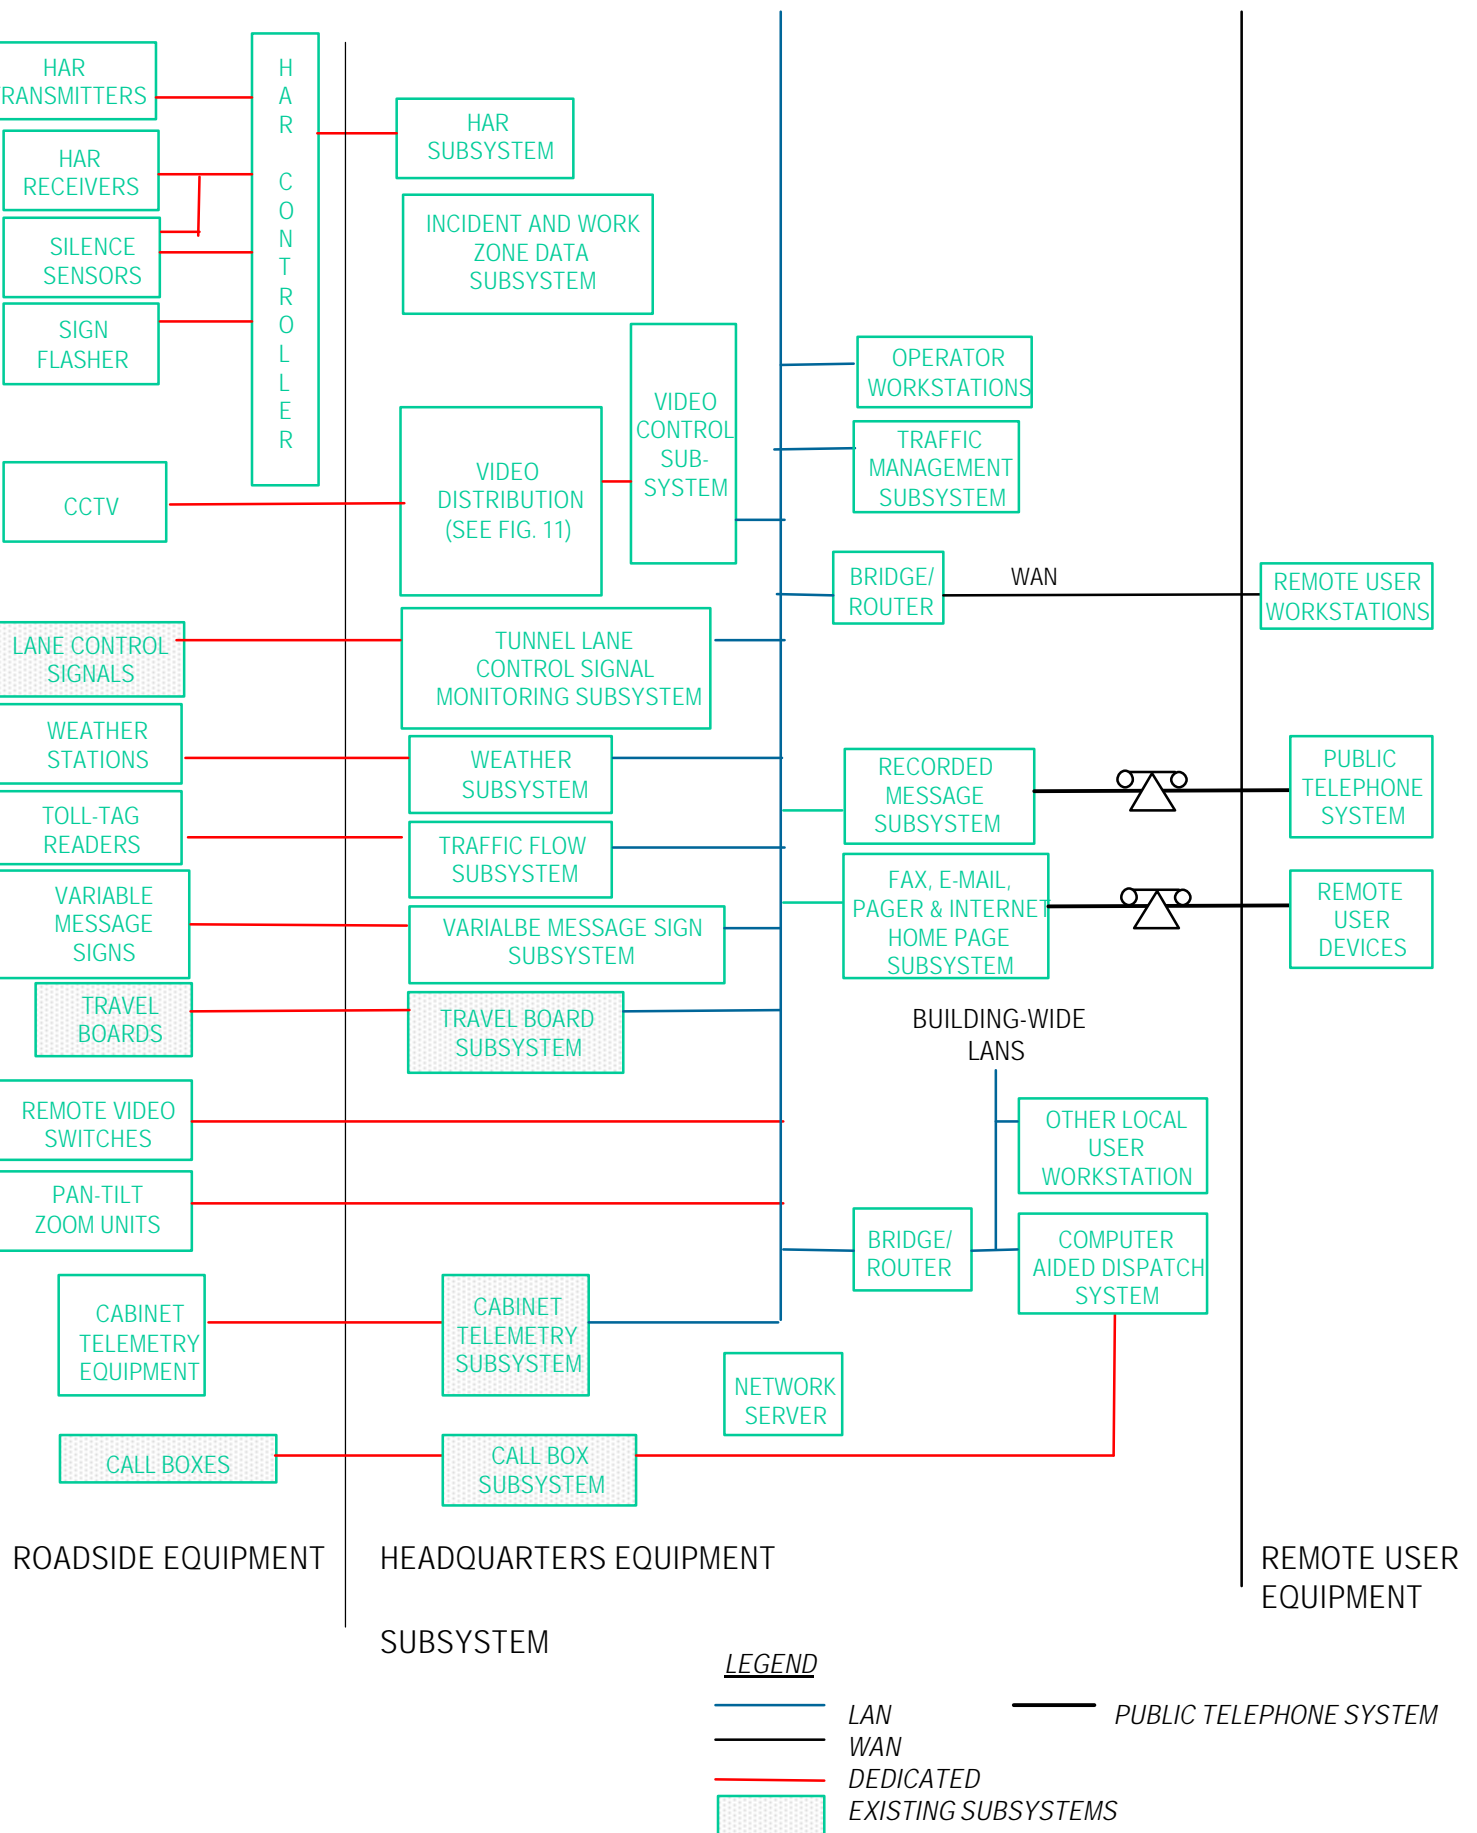 HAR
RANSMITTERS
HAR
RECEIVERS
SILENCE
SENSORS
SIGN
FLASHER
CCTV
H
A
R
C
O
N
T
R
O
L
L
E
R
HAR
SUBSYSTEM
INCIDENT AND WORK
ZONE DATA
SUBSYSTEM
VIDEO
DISTRIBUTION
(SEE FIG. 11)
VIDEO
CONTROL
SUB-
SYSTEM
OPERATOR
WORKSTATIONS
TRAFFIC
MANAGEMENT
SUBSYSTEM
BRIDGE/
ROUTER
WAN
REMOTE USER
WORKSTATIONS
LANE CONTROL
SIGNALS
TUNNEL LANE
CONTROL SIGNAL
MONITORING SUBSYSTEM
WEATHER
STATIONS
WEATHER
SUBSYSTEM
RECORDED
MESSAGE
SUBSYSTEM
PUBLIC
TELEPHONE
SYSTEM
TOLL-TAG
READERS
TRAFFIC FLOW
SUBSYSTEM
FAX, E-MAIL,
PAGER & INTERNET
HOME PAGE
SUBSYSTEM
REMOTE
USER
DEVICES
VARIABLE
MESSAGE
SIGNS
VARIALBE MESSAGE SIGN
SUBSYSTEM
TRAVEL
BOARDS
TRAVEL BOARD
SUBSYSTEM
BUILDING-WIDE
LANS
REMOTE VIDEO
SWITCHES
OTHER LOCAL
USER
WORKSTATION
PAN-TILT
ZOOM UNITS
BRIDGE/
ROUTER
COMPUTER
AIDED DISPATCH
SYSTEM
CABINET
TELEMETRY
EQUIPMENT
CABINET
TELEMETRY
SUBSYSTEM
NETWORK
SERVER
CALL BOXES
CALL BOX
SUBSYSTEM
ROADSIDE EQUIPMENT
HEADQUARTERS EQUIPMENT
SUBSYSTEM
REMOTE USER
EQUIPMENT
LEGEND
LAN
PUBLIC TELEPHONE SYSTEM
WAN
DEDICATED
EXISTING SUBSYSTEMS